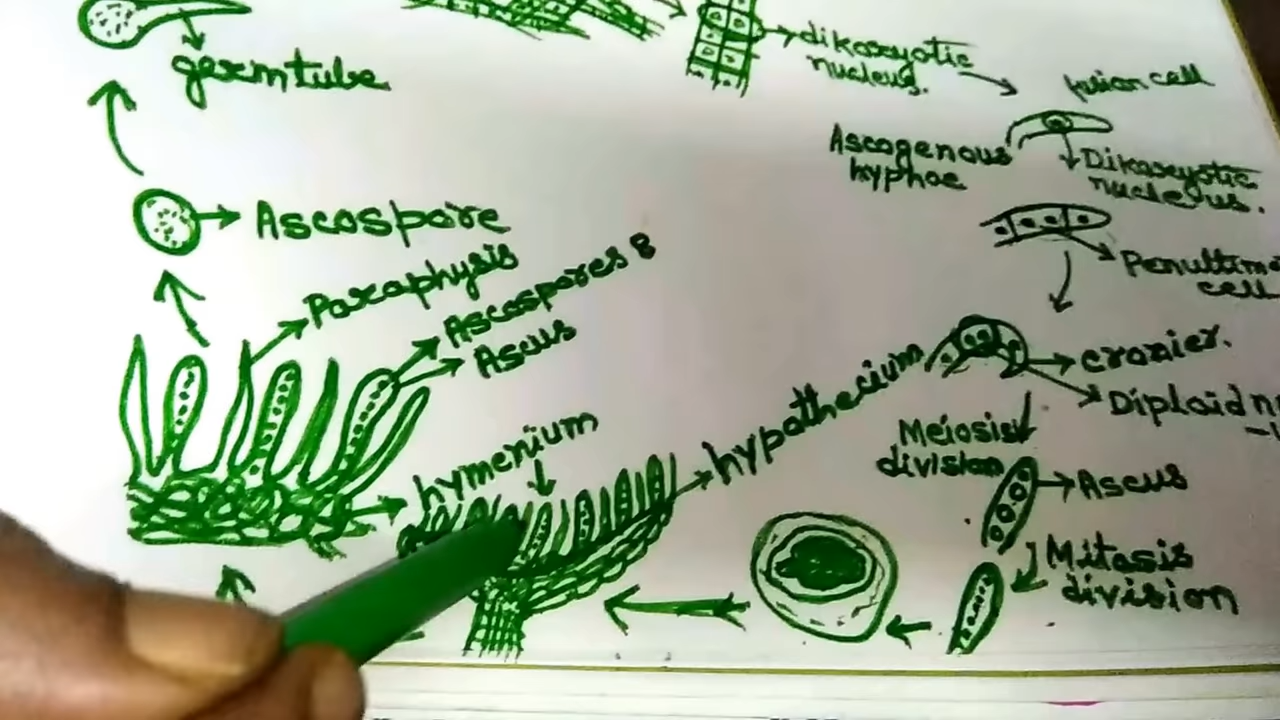 germtube
dikaryotic
nucleus.
fusion cell
Ascogenous
hyphae
Dikaryotic
nucleus.
Ascospore
Paraphysis
Ascospores 8
Ascus
Penultima
cell
crozier.
Diploid n
hypothecium
Meiosis
division
hymenium
Ascus
Mitosis
division